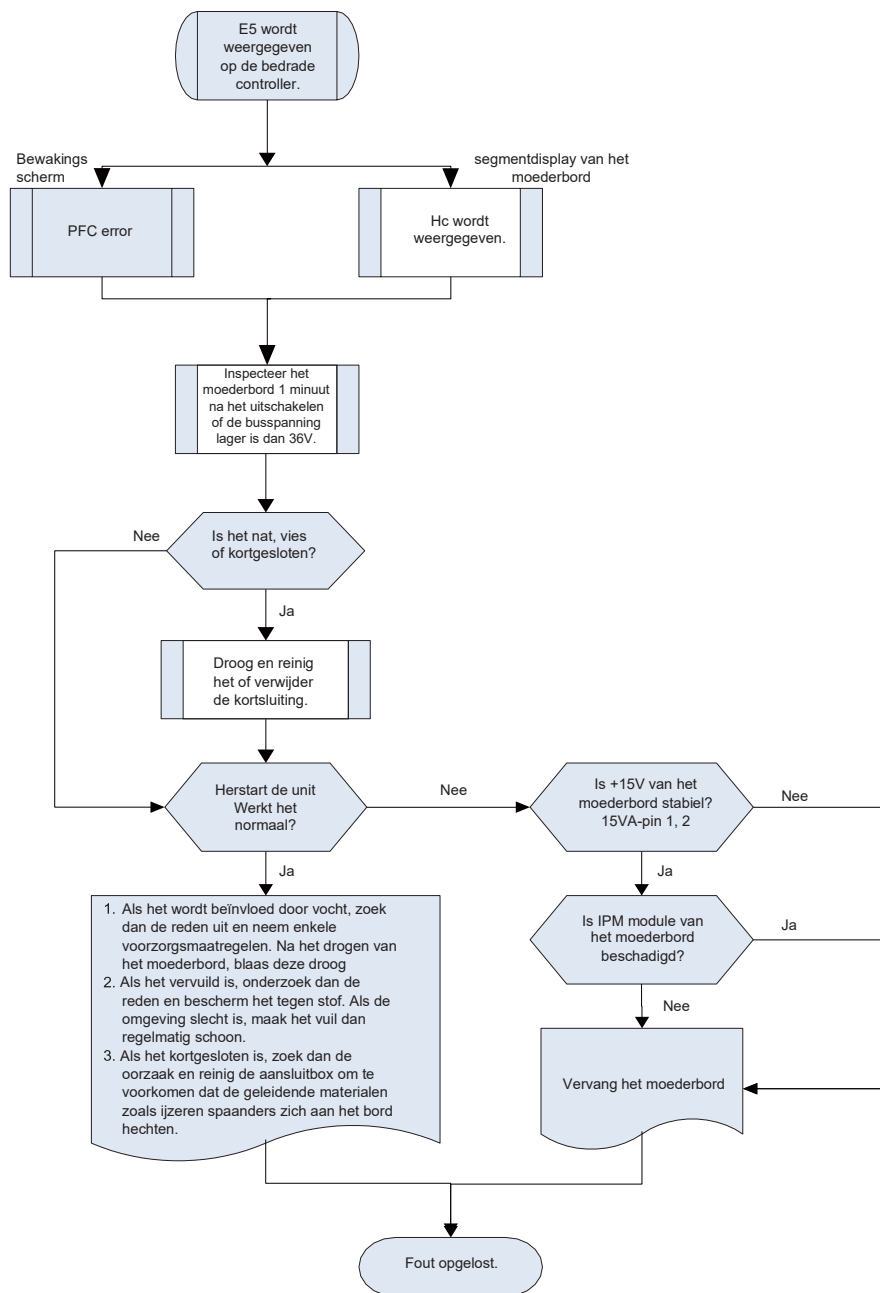 E5 wordt
weergegeven
op de bedrade
controller.
Bewakings
scherm
segmentdisplay van het
moederbord
PFC error
Hc wordt
weergegeven.
Inspecteer het
moederbord 1 minuut
na het uitschakelen
of de busspanning
lager is dan 36V.
Nee
Is het nat, vies
of kortgesloten?
Ja
Droog en reinig
het of verwijder
de kortsluiting.
Herstart de unit
Werkt het
normaal?
Nee
Is +15V van het
moederbord stabiel?
15VA-pin 1, 2
Nee
Ja
Ja
1. Als het wordt beïnvloed door vocht, zoek
dan de reden uit en neem enkele
voorzorgsmaatregelen. Na het drogen van
het moederbord, blaas deze droog
2. Als het vervuild is, onderzoek dan de
reden en bescherm het tegen stof. Als de
omgeving slecht is, maak het vuil dan
regelmatig schoon.
3. Als het kortgesloten is, zoek dan de
oorzaak en reinig de aansluitbox om te
voorkomen dat de geleidende materialen
zoals ijzeren spaanders zich aan het bord
hechten.
Is IPM module van
het moederbord
beschadigd?
Ja
Nee
Vervang het moederbord
Fout opgelost.